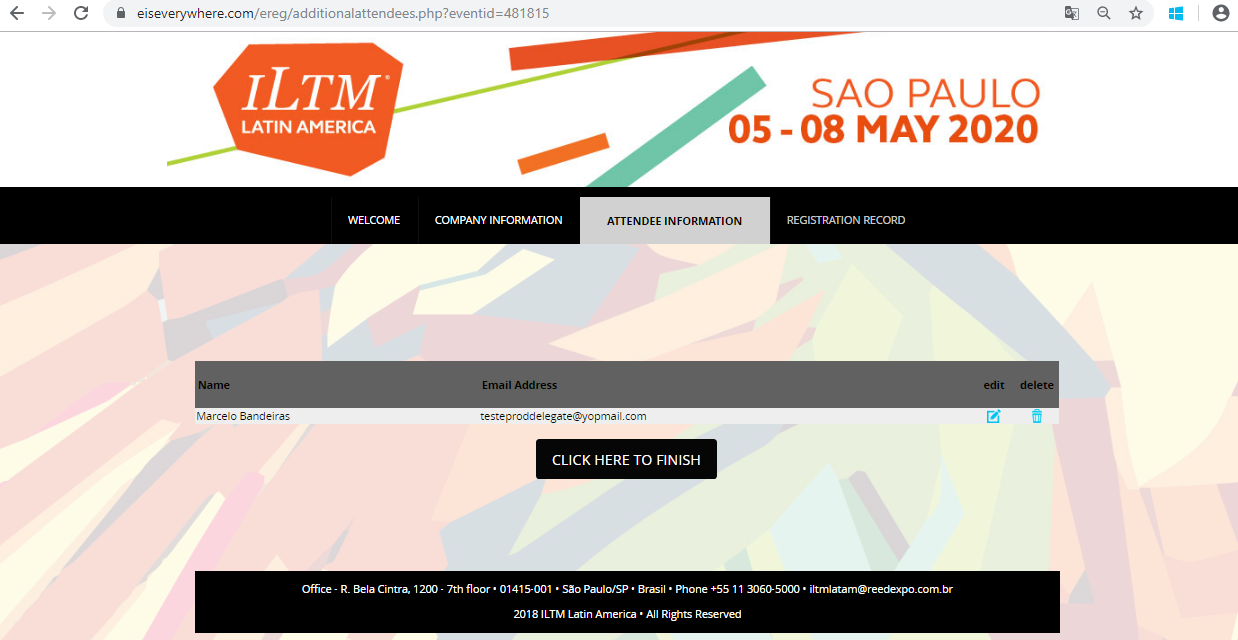 eiseverywhere.com/ereg/additionalattendees.php?eventid=481815
ILTM®
LATIN AMERICA
SAO PAULO
05 - 08 MAY 2020
WELCOME COMPANY INFORMATION ATTENDEE INFORMATION REGISTRATION RECORD
Name Email Address edit delete
Marcelo Bandeiras testeproddelegate@yopmail.com
CLICK HERE TO FINISH
Office - R. Bela Cintra, 1200 - 7th floor • 01415-001 • São Paulo/SP • Brasil • Phone +55 11 3060-5000 • iltmlatam@reedexpo.com.br
2018 ILTM Latin America • All Rights Reserved